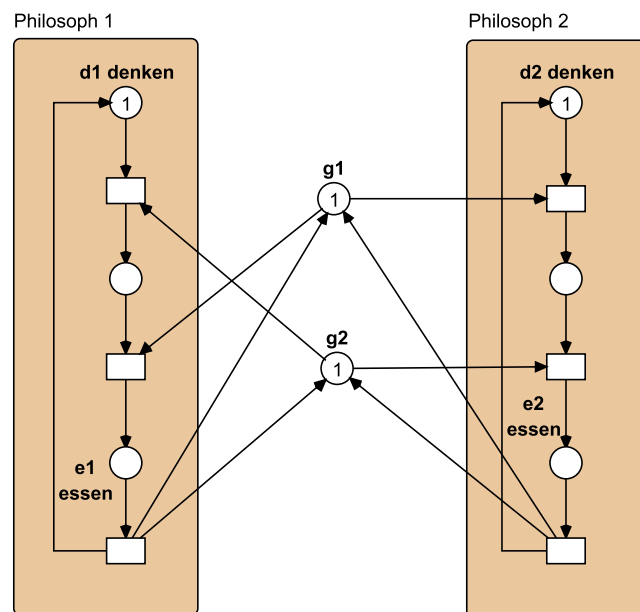 Philosoph 1
Philosoph 2
d1 denken
d2 denken
1
1
g1
1
g2
1
e2
essen
e1
essen